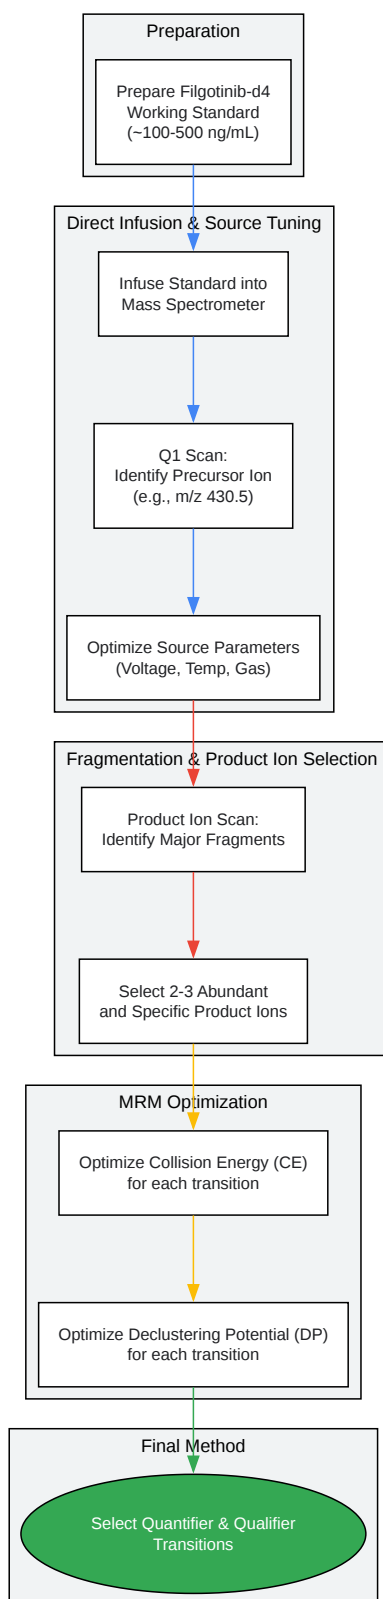 Preparation
Prepare Filgotinib-d4
Working Standard
(~100-500 ng/mL)
Direct Infusion & Source Tuning
Infuse Standard into
Mass Spectrometer
Q1 Scan:
Identify Precursor Ion
(e.g., m/z 430.5)
Optimize Source Parameters
(Voltage, Temp, Gas)
Fragmentation & Product Ion Selection
Product Ion Scan:
Identify Major Fragments
Select 2-3 Abundant
and Specific Product Ions
MRM Optimization
Optimize Collision Energy (CE)
for each transition
Optimize Declustering Potential (DP)
for each transition
Final Method
Select Quantifier & Qualifier
Transitions